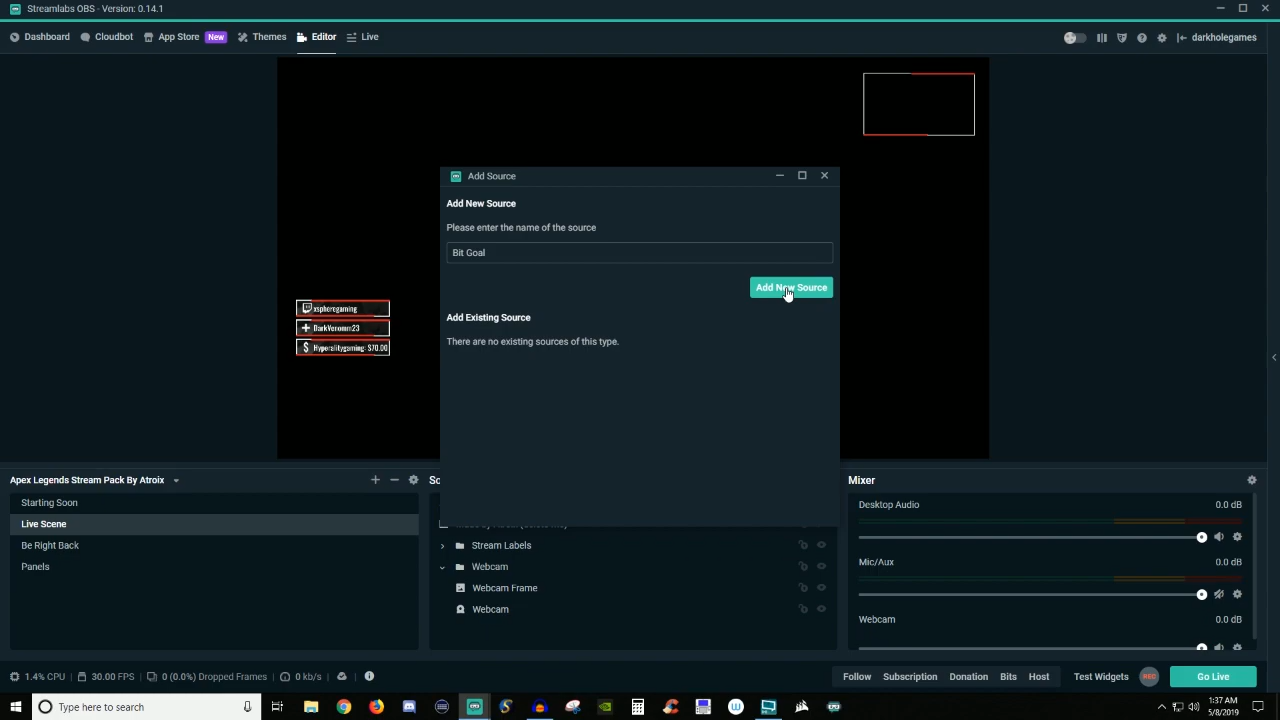 Streamlabs OBS - Version: 0.14.1
Dashboard
Cloudbot
App Store
New
Themes
Editor
Live
darkholegames
Add Source
Add New Source
Please enter the name of the source
Bit Goal
Add New Source
Add Existing Source
There are no existing sources of this type.
xspheregaming
DarkVenomm23
$ Hyperalitygaming: $70.00
Apex Legends Stream Pack By Atroix
So
Mixer
Starting Soon
Live Scene
Be Right Back
Panels
Stream Labels
Webcam
Webcam Frame
Webcam
Desktop Audio
0.0 dB
Mic/Aux
0.0 dB
Webcam
0.0 dB
1.4% CPU
30.00 FPS
0 (0.0%) Dropped Frames
0 kb/s
Follow
Subscription
Donation
Bits
Host
Test Widgets
REC
Go Live
Type here to search
1:37 AM
5/8/2019